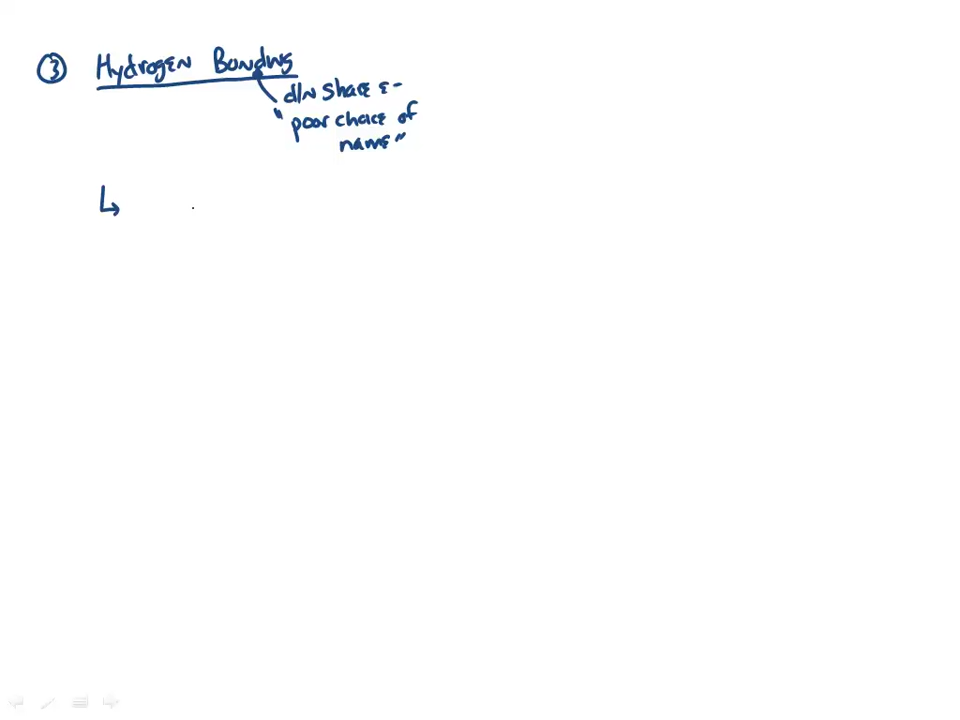 ③ Hydrogen Bonding
d/n share e-
"poor choice of
name"